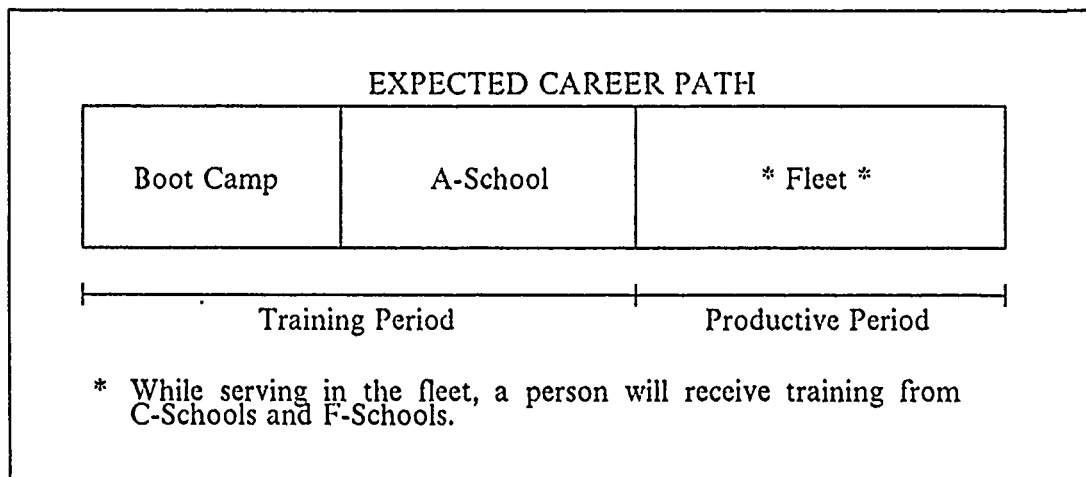 EXPECTED CAREER PATH
Boot Camp
A-School
* Fleet *
Training Period
Productive Period
* While serving in the fleet, a person will receive training from
C-Schools and F-Schools.